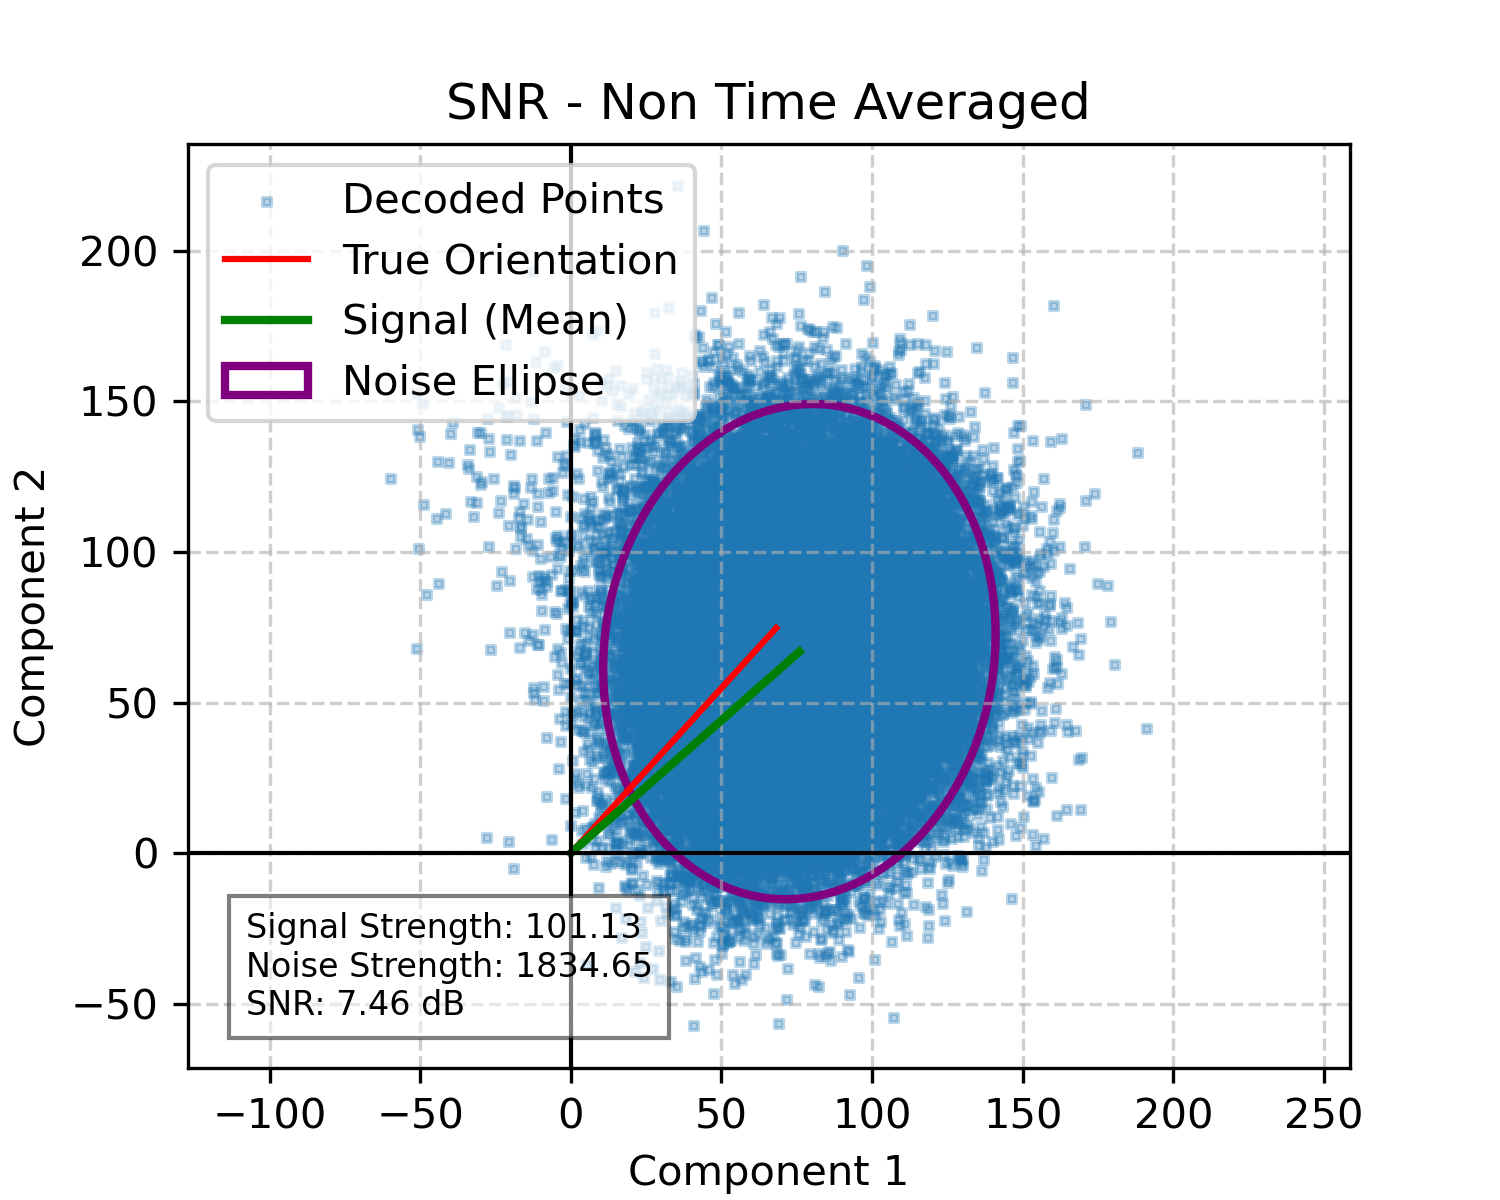 SNR - Non Time Averaged
Decoded Points
True Orientation
Signal (Mean)
Noise Ellipse
200
150
100
50
0
−50
Component 2
Signal Strength: 101.13
Noise Strength: 1834.65
SNR: 7.46 dB
−100 −50 0 50 100 150 200 250
Component 1